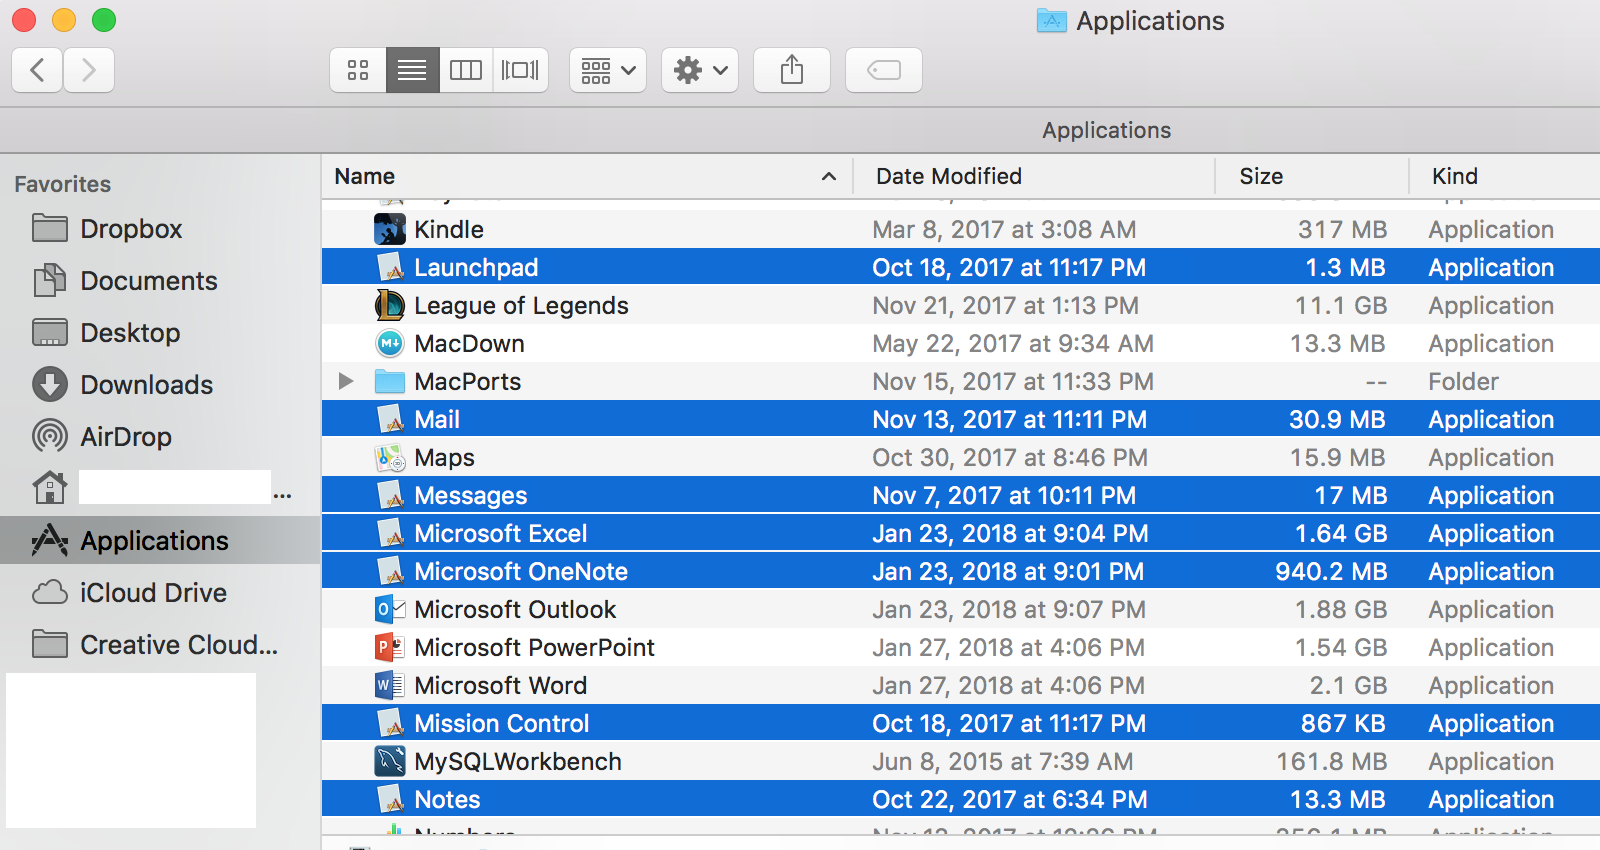 Applications
Applications
Favorites
Dropbox
Documents
Desktop
Downloads
AirDrop
...
Applications
iCloud Drive
Creative Cloud...
Name Date Modified Size Kind
Kindle Mar 8, 2017 at 3:08 AM 317 MB Application
Launchpad Oct 18, 2017 at 11:17 PM 1.3 MB Application
League of Legends Nov 21, 2017 at 1:13 PM 11.1 GB Application
MacDown May 22, 2017 at 9:34 AM 13.3 MB Application
MacPorts Nov 15, 2017 at 11:33 PM -- Folder
Mail Nov 13, 2017 at 11:11 PM 30.9 MB Application
Maps Oct 30, 2017 at 8:46 PM 15.9 MB Application
Messages Nov 7, 2017 at 10:11 PM 17 MB Application
Microsoft Excel Jan 23, 2018 at 9:04 PM 1.64 GB Application
Microsoft OneNote Jan 23, 2018 at 9:01 PM 940.2 MB Application
Microsoft Outlook Jan 23, 2018 at 9:07 PM 1.88 GB Application
Microsoft PowerPoint Jan 27, 2018 at 4:06 PM 1.54 GB Application
Microsoft Word Jan 27, 2018 at 4:06 PM 2.1 GB Application
Mission Control Oct 18, 2017 at 11:17 PM 867 KB Application
MySQLWorkbench Jun 8, 2015 at 7:39 AM 161.8 MB Application
Notes Oct 22, 2017 at 6:34 PM 13.3 MB Application
Numbers Application